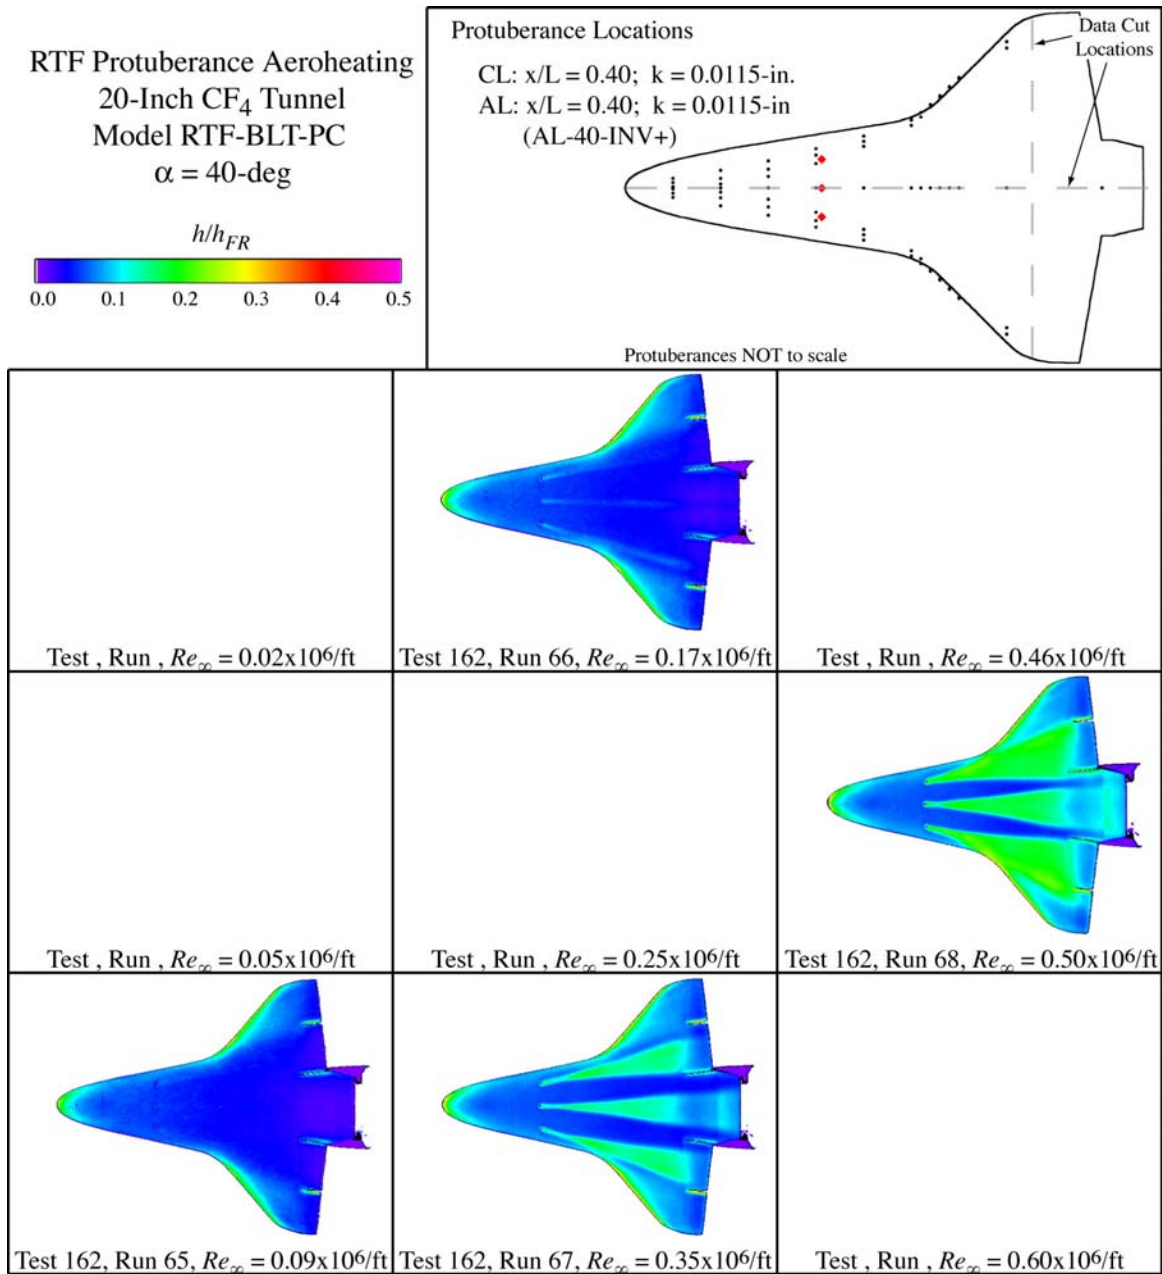 RTF Protuberance Aeroheating
20-Inch CF₄ Tunnel
Model RTF-BLT-PC
α = 40-deg
h/h_FR
0.0 0.1 0.2 0.3 0.4 0.5
Protuberance Locations
CL: x/L = 0.40; k = 0.0115-in.
AL: x/L = 0.40; k = 0.0115-in
(AL-40-INV+)
Data Cut
Locations
Protuberances NOT to scale
Test , Run , Re∞ = 0.02x10⁶/ft
Test 162, Run 66, Re∞ = 0.17x10⁶/ft
Test , Run , Re∞ = 0.46x10⁶/ft
Test , Run , Re∞ = 0.05x10⁶/ft
Test , Run , Re∞ = 0.25x10⁶/ft
Test 162, Run 68, Re∞ = 0.50x10⁶/ft
Test 162, Run 65, Re∞ = 0.09x10⁶/ft
Test 162, Run 67, Re∞ = 0.35x10⁶/ft
Test , Run , Re∞ = 0.60x10⁶/ft